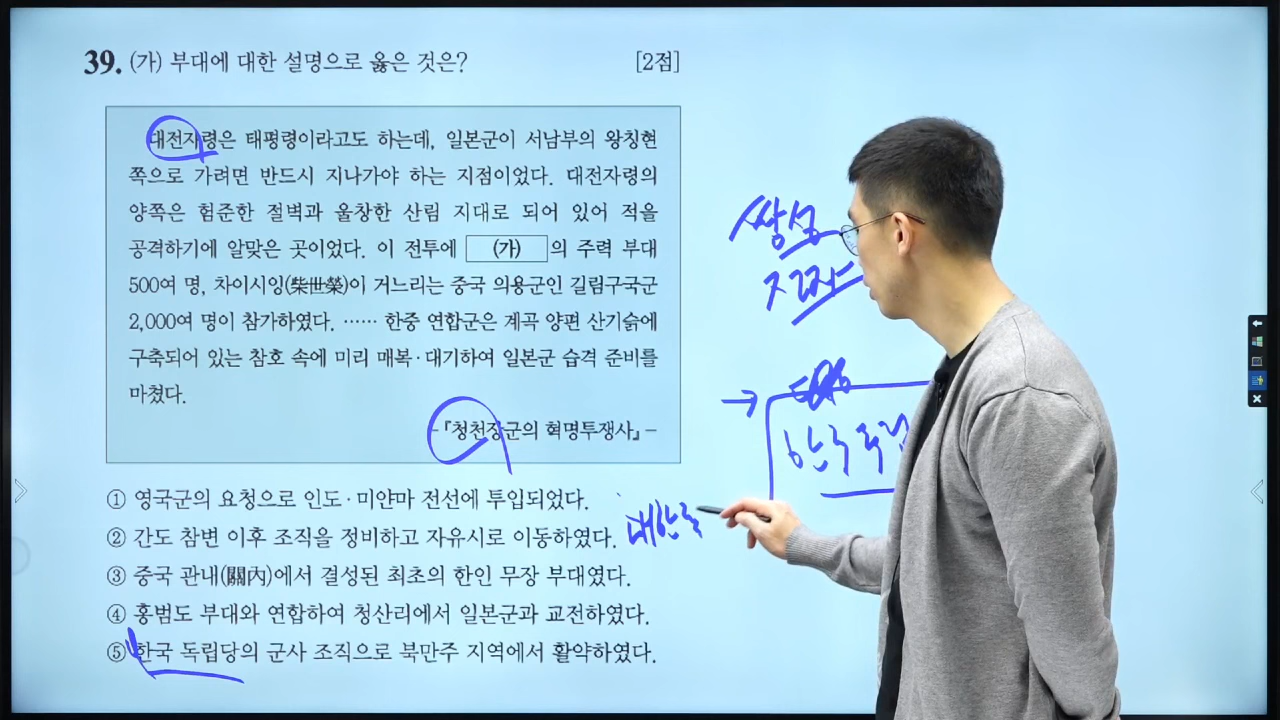 39. (가) 부대에 대한 설명으로 옳은 것은? [2점]
대전자령은 태평령이라고도 하는데, 일본군이 서남부의 왕칭현
쪽으로 가려면 반드시 지나가야 하는 지점이었다. 대전자령의
양쪽은 험준한 절벽과 울창한 산림 지대로 되어 있어 적을
공격하기에 알맞은 곳이었다. 이 전투에 (가) 의 주력 부대
500여 명, 차이시잉(柴世榮)이 거느리는 중국 의용군인 길림구국군
2,000여 명이 참가하였다. …… 한중 연합군은 계곡 양편 산기슭에
구축되어 있는 참호 속에 미리 매복·대기하여 일본군 습격 준비를
마쳤다.
-『청천장군의 혁명투쟁사』-
① 영국군의 요청으로 인도·미얀마 전선에 투입되었다.
② 간도 참변 이후 조직을 정비하고 자유시로 이동하였다.
③ 중국 관내(關內)에서 결성된 최초의 한인 무장 부대였다.
④ 홍범도 부대와 연합하여 청산리에서 일본군과 교전하였다.
⑤ 한국 독립당의 군사 조직으로 북만주 지역에서 활약하였다.
쌍성